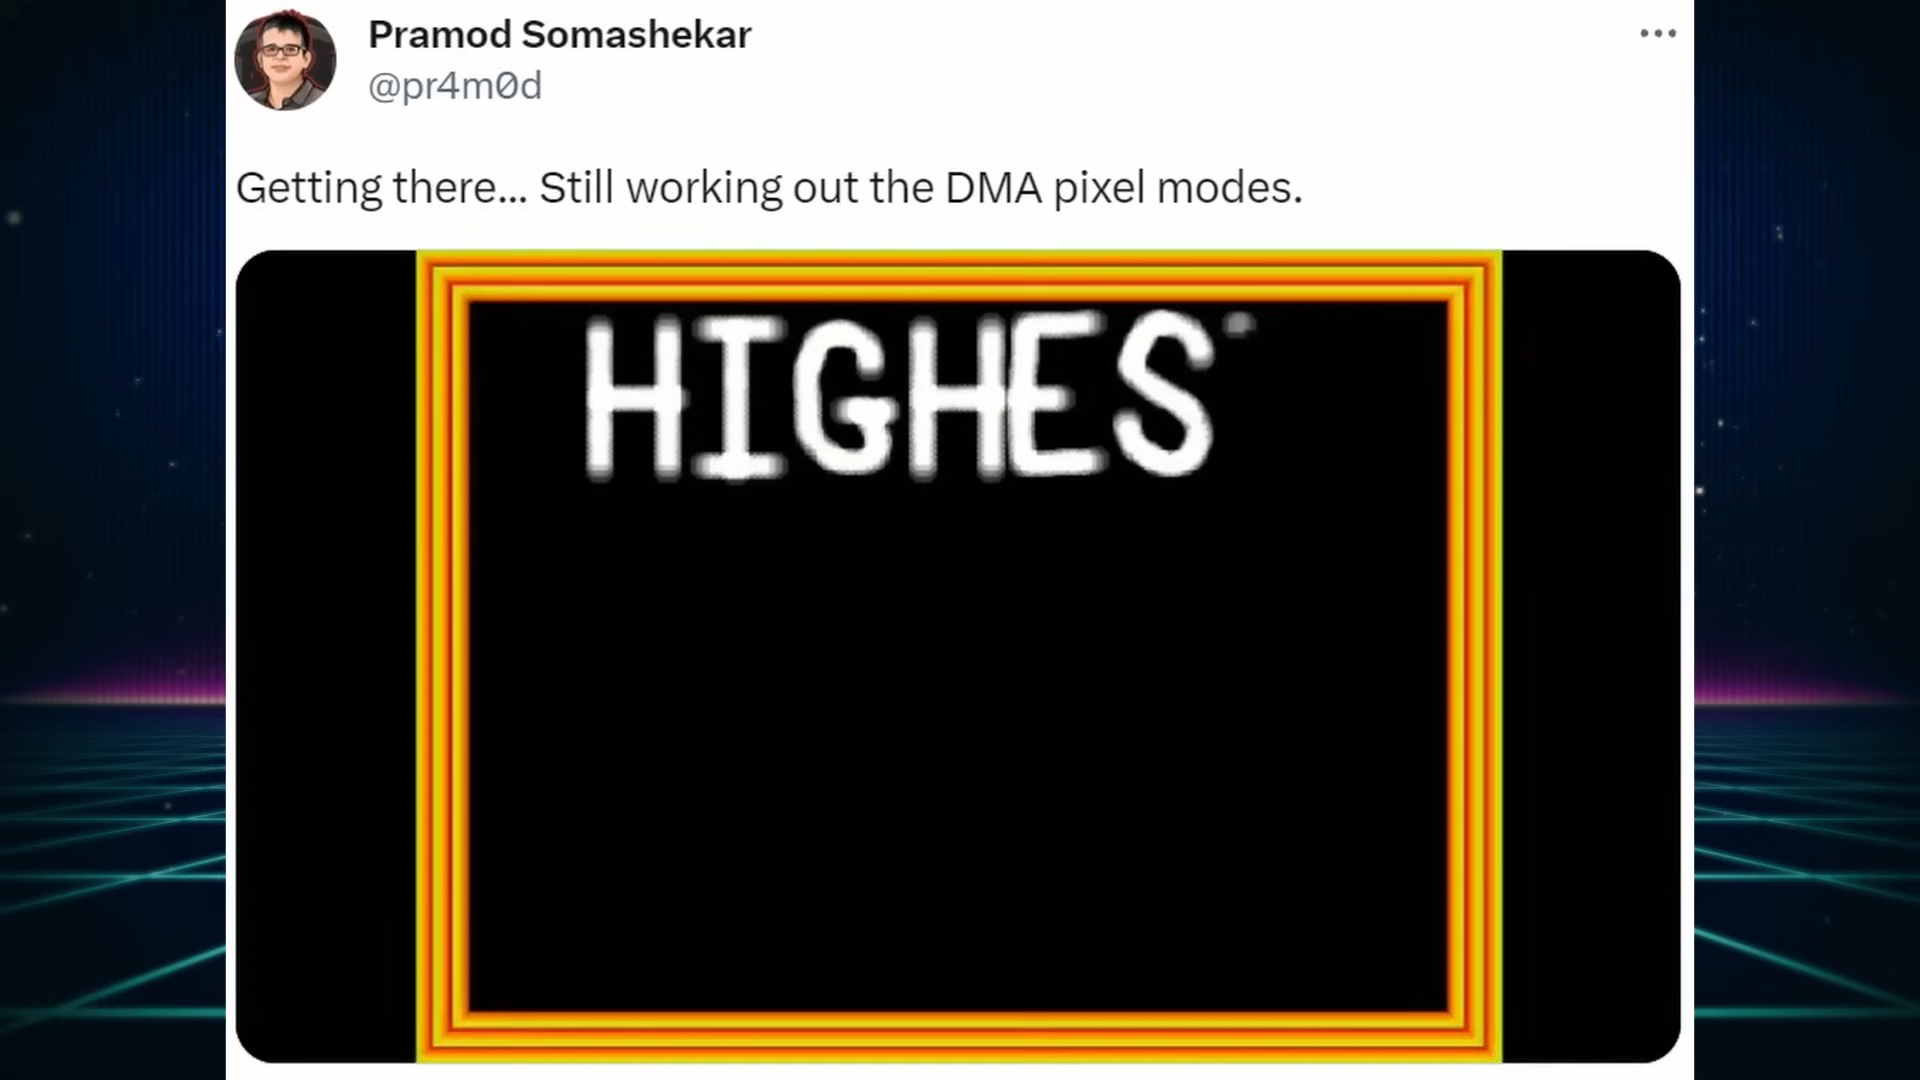 Pramod Somashekar
@pr4m0d
Getting there... Still working out the DMA pixel modes.
HIGHES